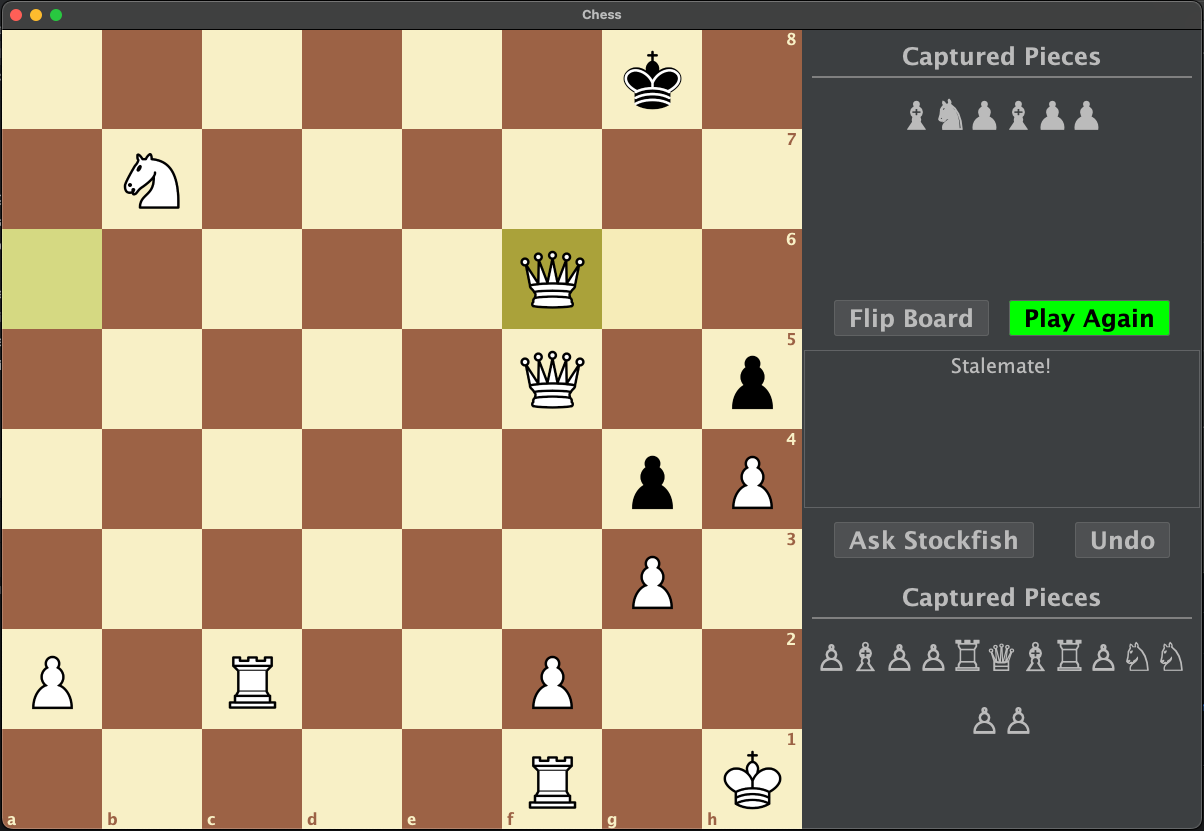 Chess
8
7
6
5
4
3
2
1
a b c d e f g h
Captured Pieces
Flip Board Play Again
Stalemate!
Ask Stockfish Undo
Captured Pieces